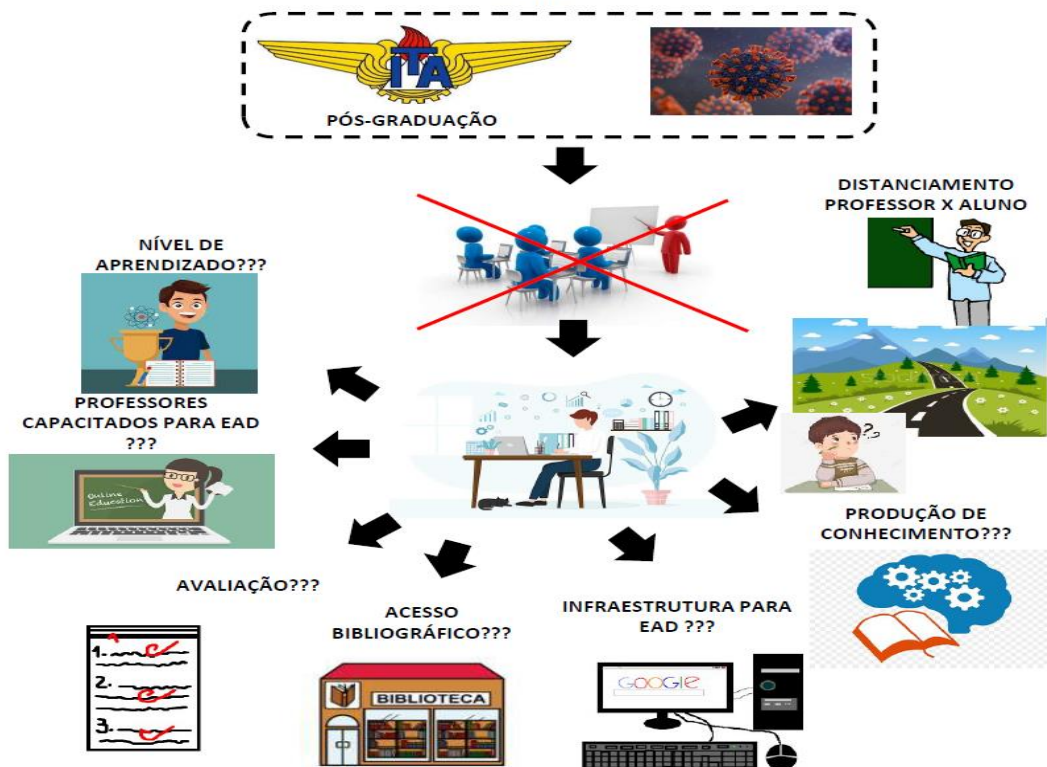 ITA
PÓS-GRADUAÇÃO
DISTANCIAMENTO
PROFESSOR X ALUNO
NÍVEL DE
APRENDIZADO???
PROFESSORES
CAPACITADOS PARA EAD
???
Online
Education
PRODUÇÃO DE
CONHECIMENTO???
AVALIAÇÃO???
1.
2.
3.
ACESSO
BIBLIOGRÁFICO???
BIBLIOTECA
INFRAESTRUTURA PARA
EAD ???
GOOGLE